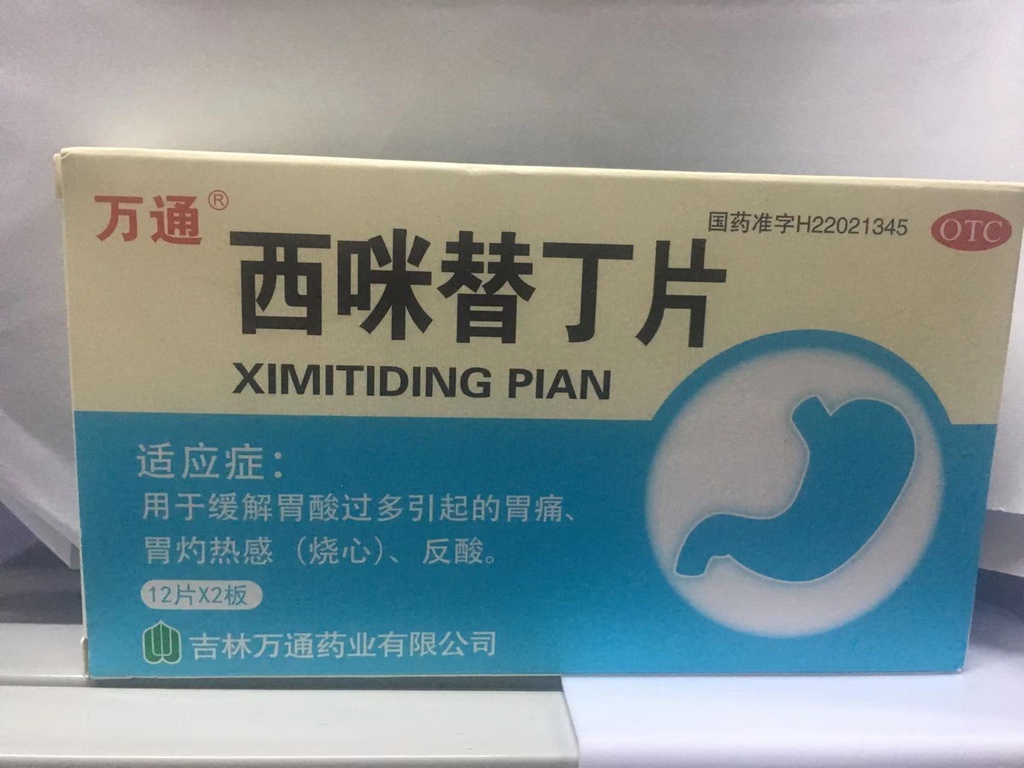 万通®
国药准字H22021345
OTC
西咪替丁片
XIMITIDING PIAN
适应症：
用于缓解胃酸过多引起的胃痛、
胃灼热感（烧心）、反酸。
12片X2板
吉林万通药业有限公司